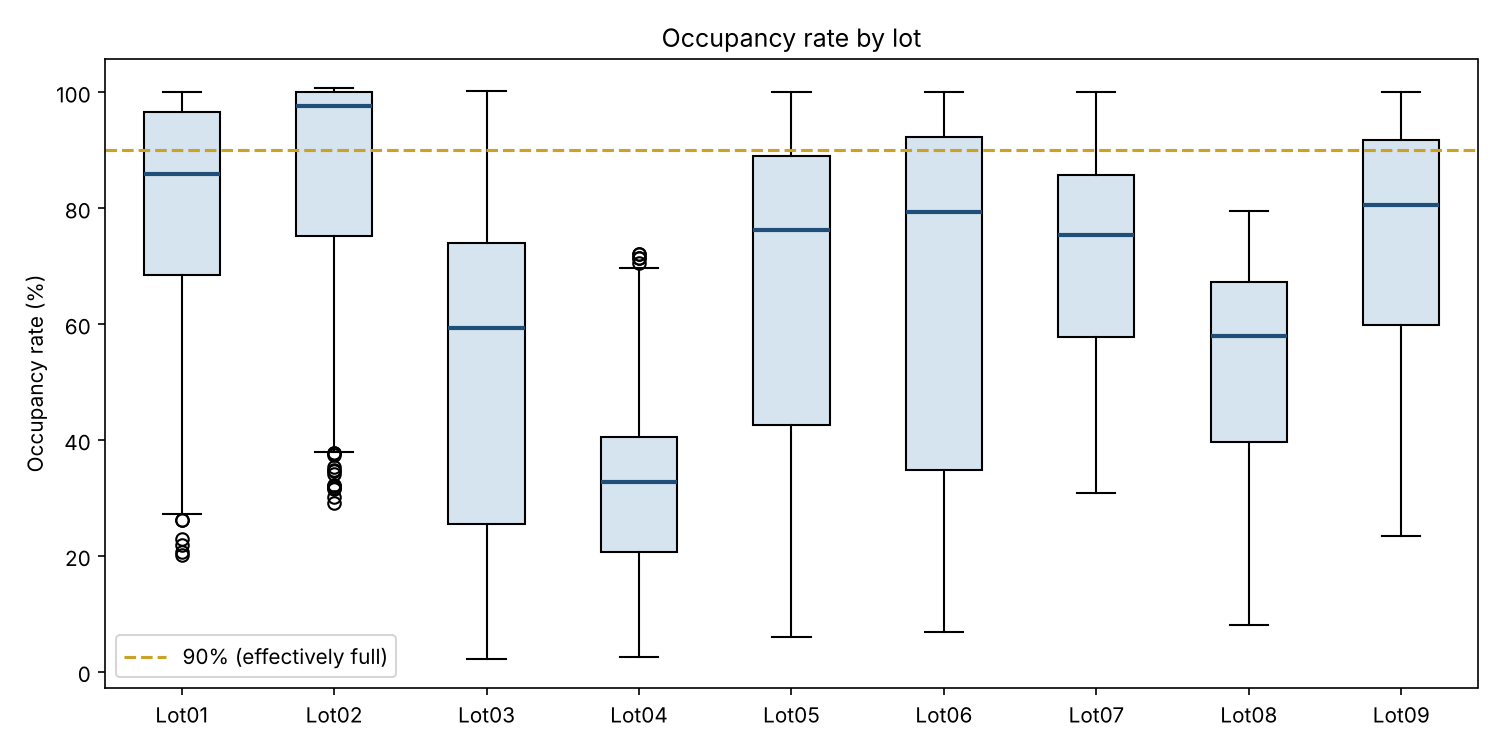 Occupancy rate by lot
Occupancy rate (%)
100
80
60
40
20
0
90% (effectively full)
Lot01 Lot02 Lot03 Lot04 Lot05 Lot06 Lot07 Lot08 Lot09